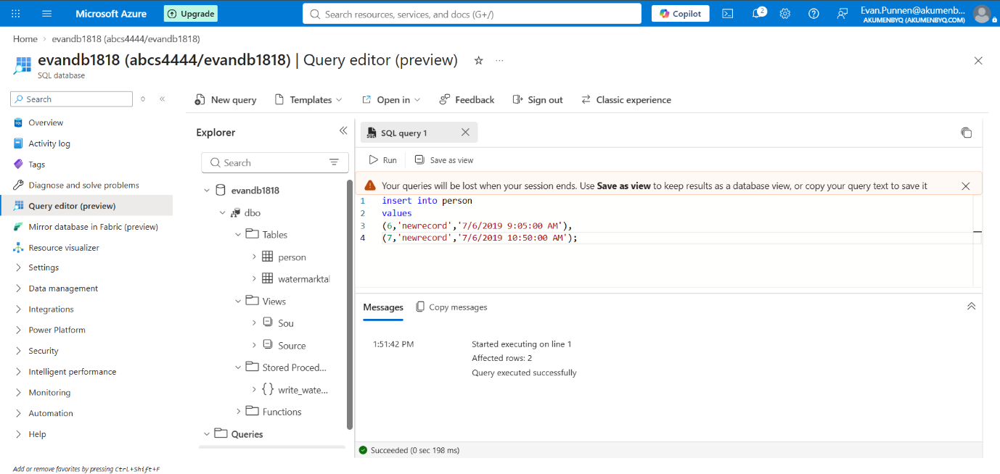 Microsoft Azure
Upgrade
Search resources, services, and docs (G+/)
Copilot
2
Evan.Punnen@akumenb...
AKUMENBYQ (AKUMENBYQ.COM)
Home > evandb1818 (abcs4444/evandb1818)
evandb1818 (abcs4444/evandb1818) | Query editor (preview)
SQL database
Search
Overview
Activity log
Tags
Diagnose and solve problems
Query editor (preview)
Mirror database in Fabric (preview)
Resource visualizer
Settings
Data management
Integrations
Power Platform
Security
Intelligent performance
Monitoring
Automation
Help
Add or remove favorites by pressing Ctrl+Shift+F
New query
Templates
Open in
Feedback
Sign out
Classic experience
Explorer
Search
evandb1818
dbo
Tables
person
watermarktal
Views
Sou
Source
Stored Proced...
write_wate...
Functions
Queries
SQL query 1
Run
Save as view
Your queries will be lost when your session ends. Use Save as view to keep results as a database view, or copy your query text to save it
1 insert into person
2 values
3 (6,'newrecord','7/6/2019 9:05:00 AM'),
4 (7,'newrecord','7/6/2019 10:50:00 AM');
Messages
Copy messages
1:51:42 PM Started executing on line 1
Affected rows: 2
Query executed successfully
Succeeded (0 sec 198 ms)